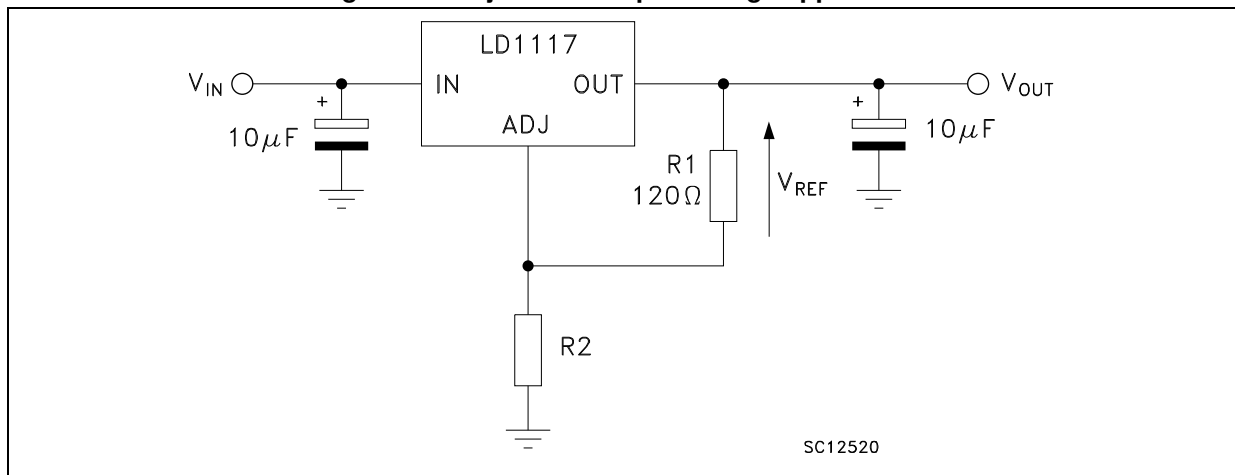 LD1117
V_IN
IN
OUT
V_OUT
ADJ
+
10μF
R1
120Ω
V_REF
+
10μF
R2
SC12520